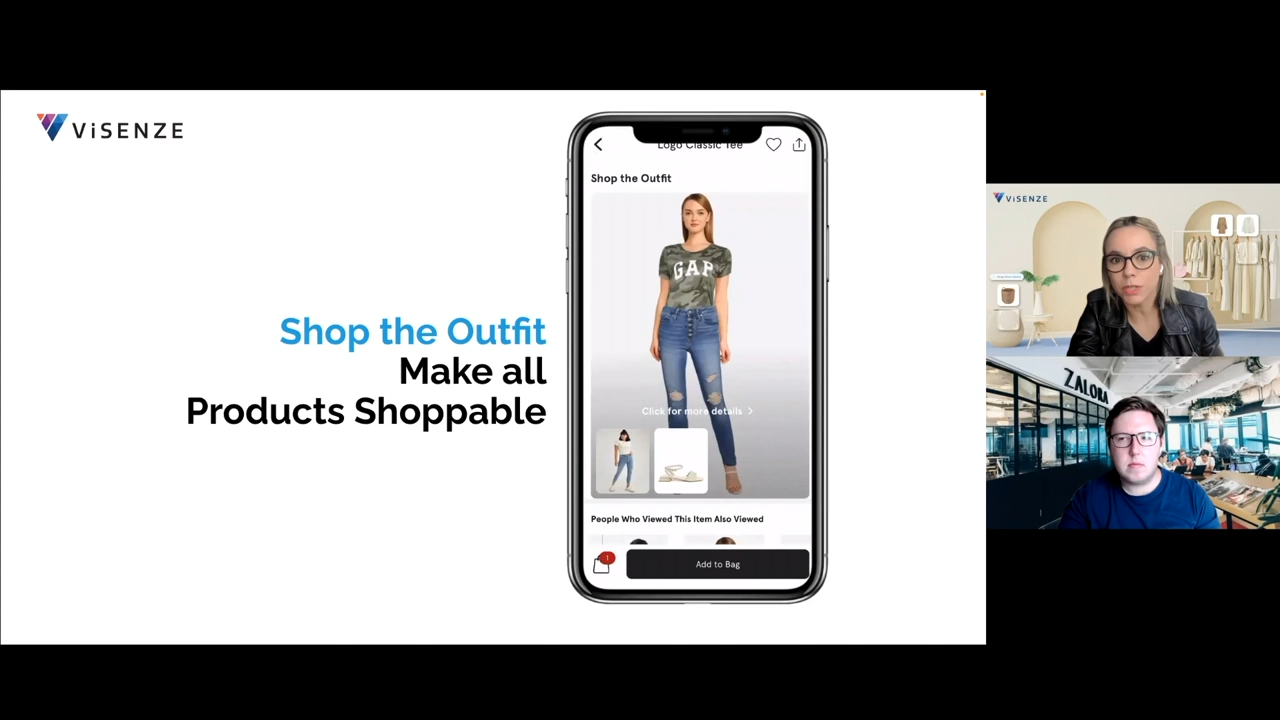 ViSENZE
Shop the Outfit
Make all
Products Shoppable
Logo Classic Tee
Shop the Outfit
GAP
Click for more details
People Who Viewed This Item Also Viewed
1
Add to Bag
ViSENZE
ZALORA